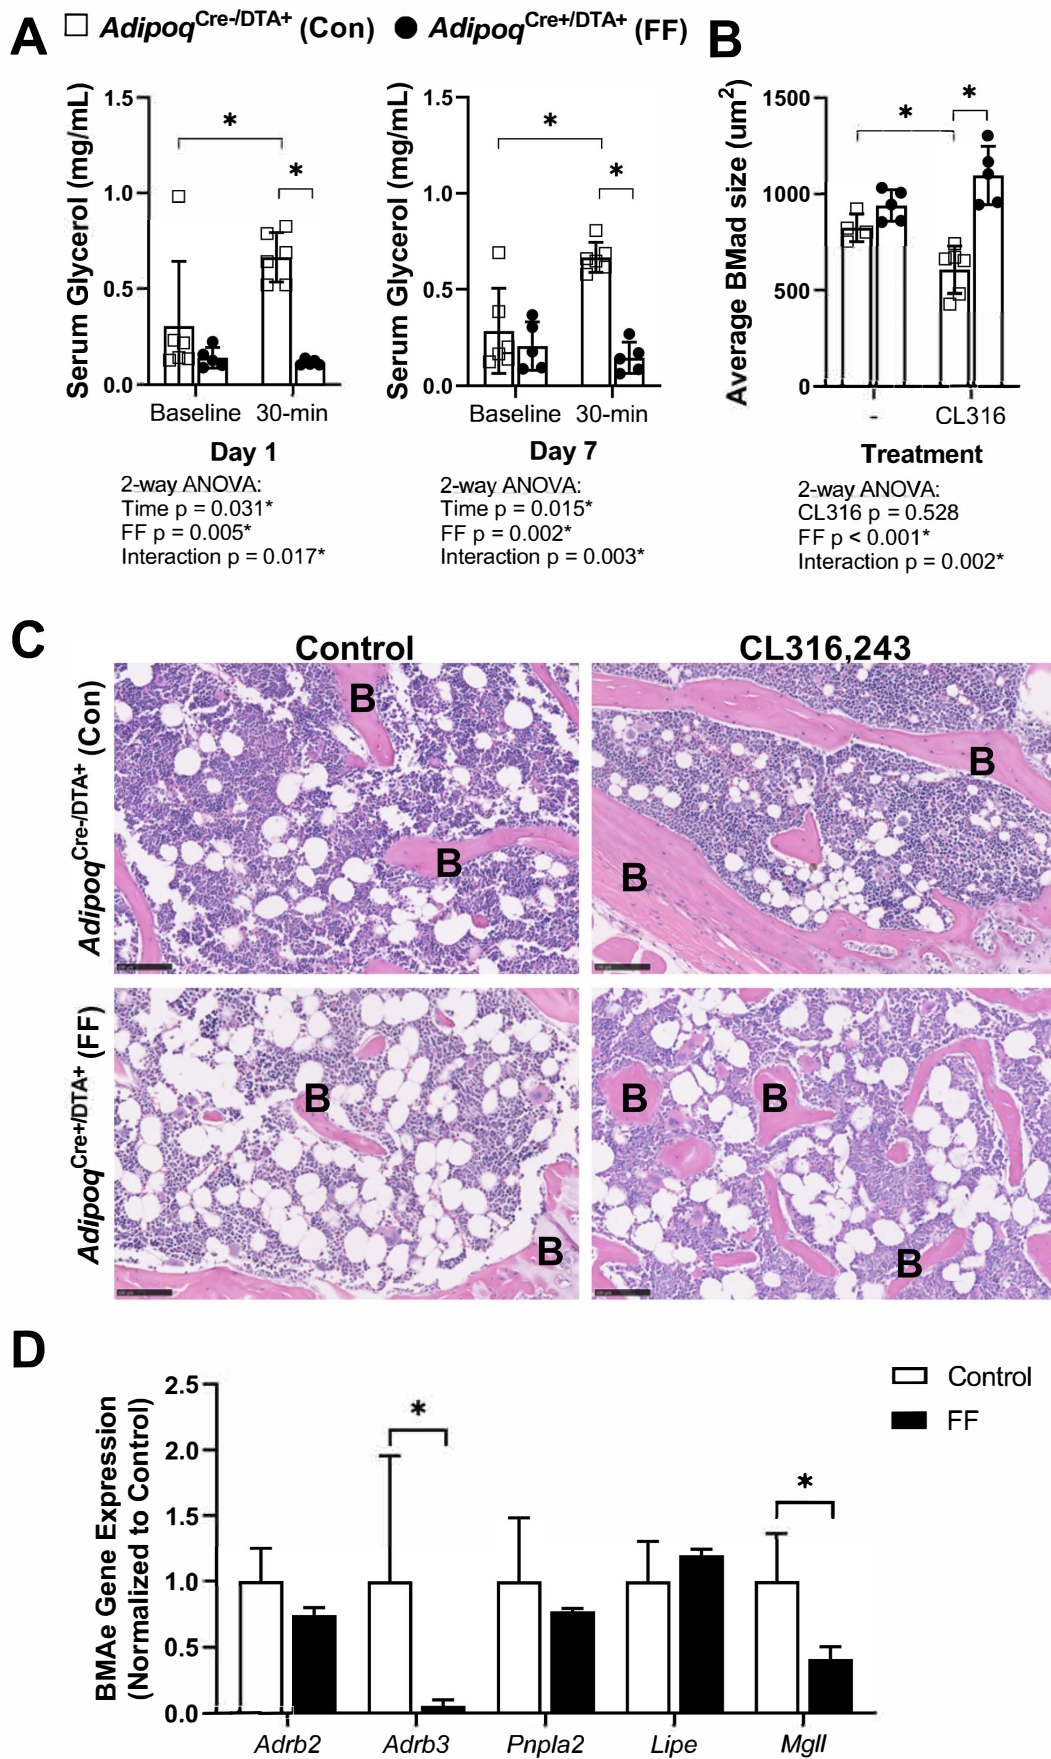 A
Adipoq^Cre-/DTA+ (Con)
Adipoq^Cre+/DTA+ (FF)
B
Serum Glycerol (mg/mL)
1.5
1.0
0.5
0.0
*
*
Baseline
30-min
Day 1
2-way ANOVA:
Time p = 0.031*
FF p = 0.005*
Interaction p = 0.017*
Serum Glycerol (mg/mL)
1.5
1.0
0.5
0.0
*
*
Baseline
30-min
Day 7
2-way ANOVA:
Time p = 0.015*
FF p = 0.002*
Interaction p = 0.003*
Average BMad size (um²)
1500
1000
500
0
*
*
-
CL316
Treatment
2-way ANOVA:
CL316 p = 0.528
FF p < 0.001*
Interaction p = 0.002*
C
Control
CL316,243
Adipoq^Cre-/DTA+ (Con)
B
B
B
B
Adipoq^Cre+/DTA+ (FF)
B
B
B
B
B
D
BMAe Gene Expression
(Normalized to Control)
2.5
2.0
1.5
1.0
0.5
0.0
*
*
Control
FF
Adrb2
Adrb3
Pnpla2
Lipe
Mgll